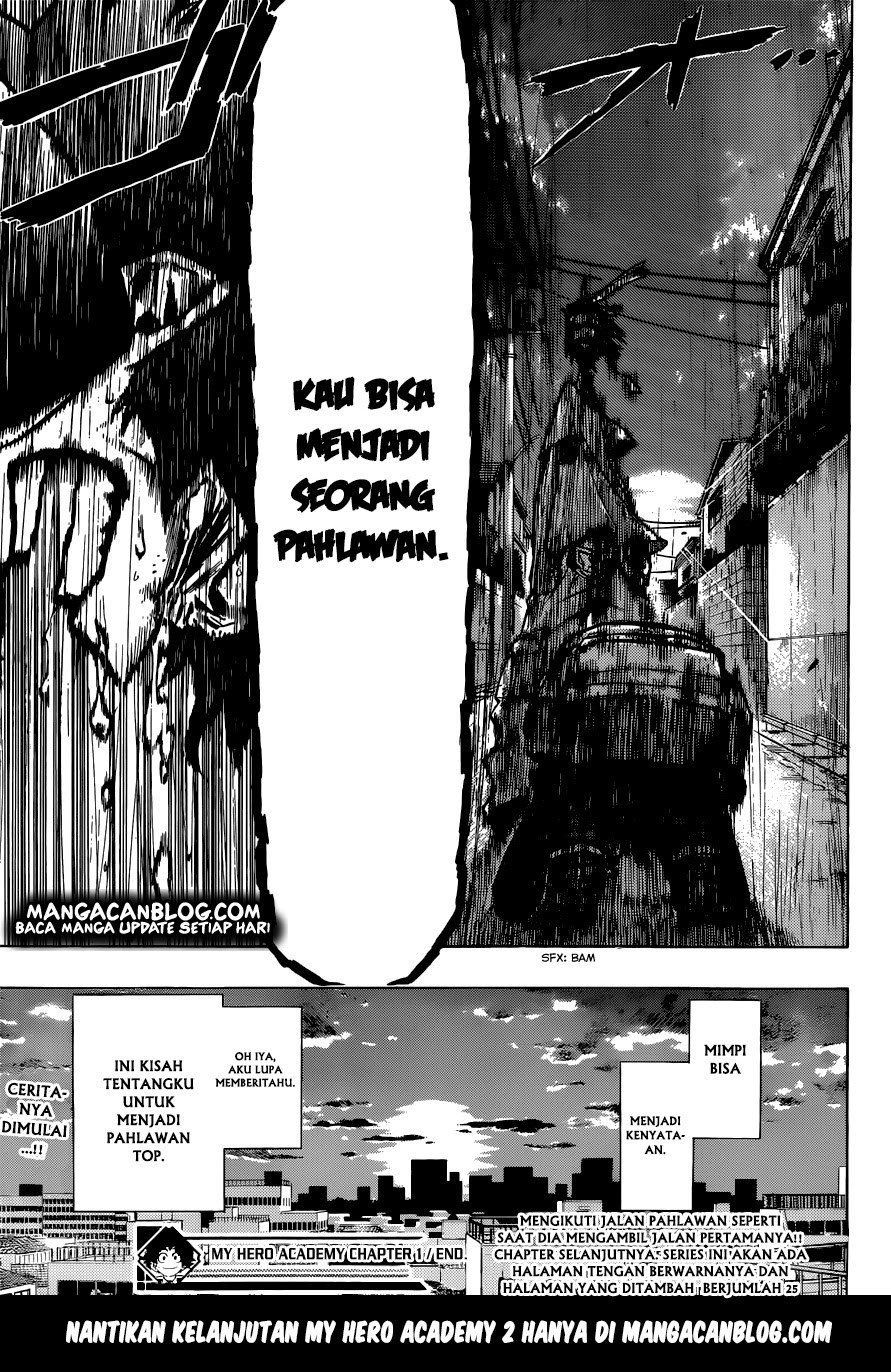 オ
KAU BISA
MENJADI
SEORANG
PAHLAWAN.
MANGACANBLOG.COM
BACA MANGA UPDATE SETIAP HARI
SFX: BAM
MIMPI
BISA
MENJADI
KENYATA-
AN.
OH IYA,
AKU LUPA
MEMBERITAHU.
INI KISAH
TENTANGKU
UNTUK
MENJADI
PAHLAWAN
TOP.
CERITA-
NYA
DIMULAI
...!!
MY HERO ACADEMY CHAPTER 1 / END.
MENGIKUTI JALAN PAHLAWAN SEPERTI
SAAT DIA MENGAMBIL JALAN PERTAMANYA!!
CHAPTER SELANJUTNYA: SERIES INI AKAN ADA
HALAMAN TENGAH BERWARNANYA DAN
HALAMAN YANG DITAMBAH BERJUMLAH 25
NANTIKAN KELANJUTAN MY HERO ACADEMY 2 HANYA DI MANGACANBLOG.COM